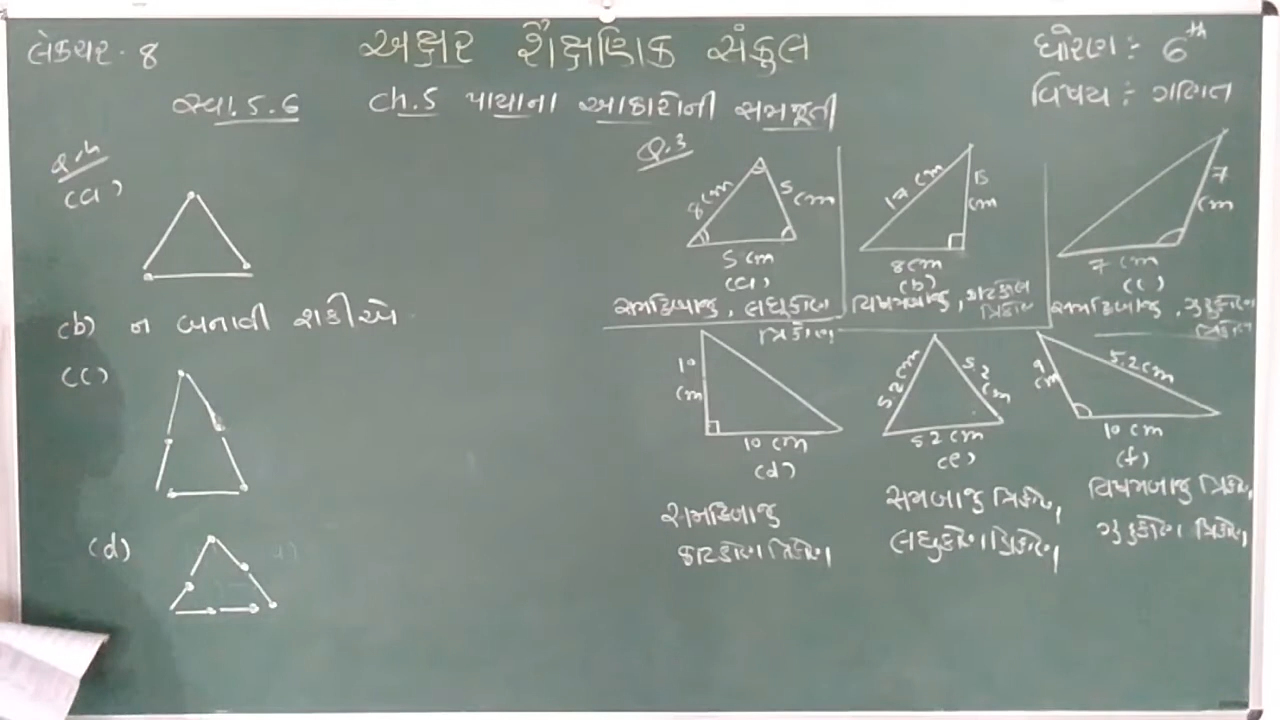 લેક્ચર. 8
અક્ષર શૈક્ષણિક સંકુલ
ધોરણ : 6th
વિષય : ગણિત
સ્વા. 5.6 ch.5 પાયાના આકારોની સમજૂતી
(a)
(b) ન બનાવી શકીએ
(c)
(d)
Q.3
8 cm
5 cm
5 cm
(a)
સમદ્વિબાજુ, લઘુકોણ
ત્રિકોણ
17 cm
15 cm
8 cm
(b)
વિષમબાજુ, કાટકોણ
ત્રિકોણ
7 cm
7 cm
(c)
સમદ્વિબાજુ, ગુરુકોણ
ત્રિકોણ
10 cm
10 cm
(d)
સમદ્વિબાજુ
કાટકોણ ત્રિકોણ
5.2 cm
5.2 cm
5.2 cm
(e)
સમબાજુ ત્રિકોણ,
લઘુકોણ ત્રિકોણ
9 cm
5.2 cm
10 cm
(f)
વિષમબાજુ ત્રિકોણ,
ગુરુકોણ ત્રિકોણ